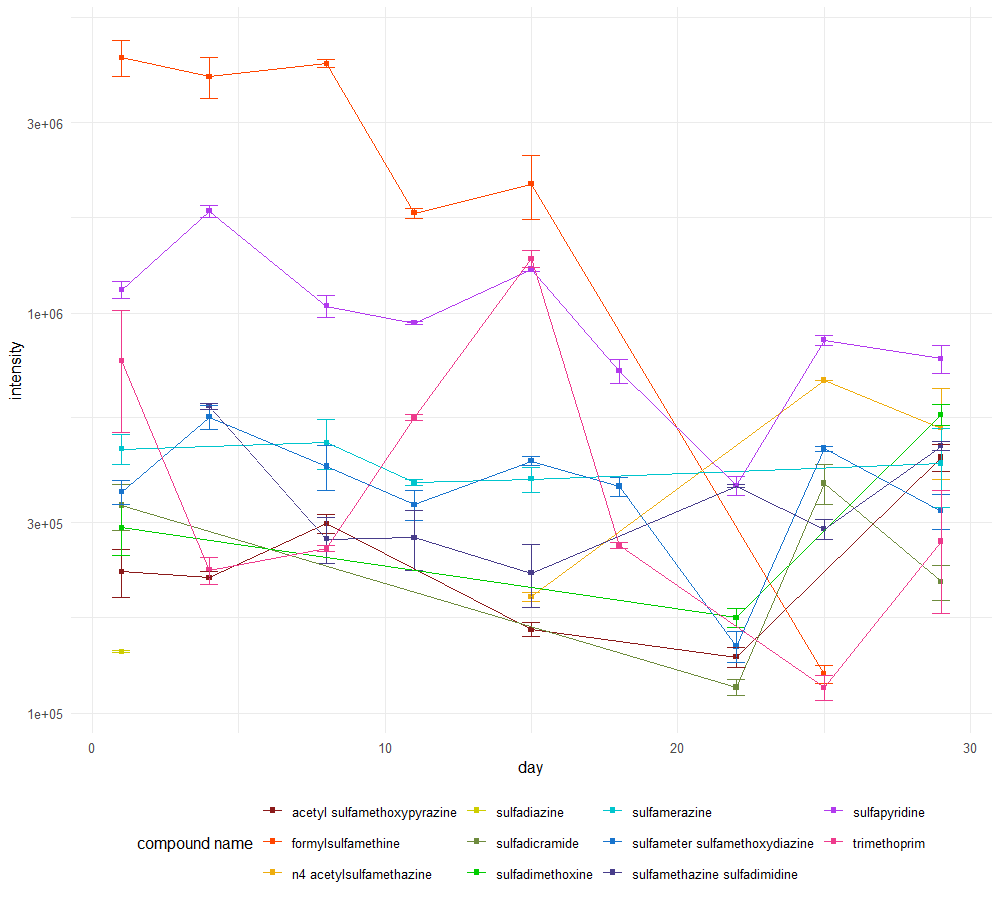 3e+06
1e+06
3e+05
1e+05
intensity
0 10 20 30
day
compound name
acetyl sulfamethoxypyrazine sulfadiazine sulfamerazine sulfapyridine
formylsulfamethine sulfadicramide sulfameter sulfamethoxydiazine trimethoprim
n4 acetylsulfamethazine sulfadimethoxine sulfamethazine sulfadimidine